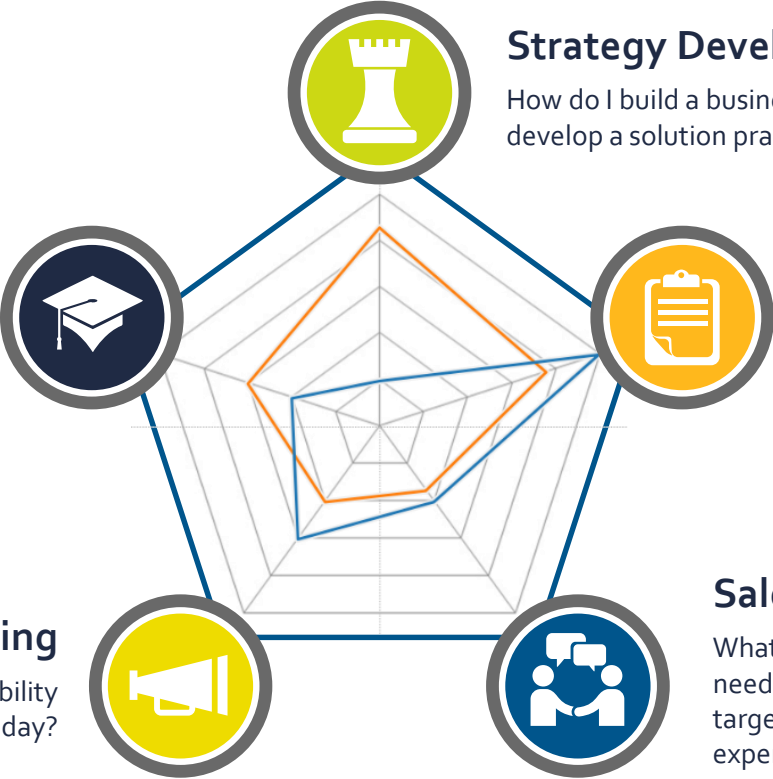 Strategy Devel
How do I build a busine
develop a solution pra
ing
bility
day?
Sale
What
need
targe
expe